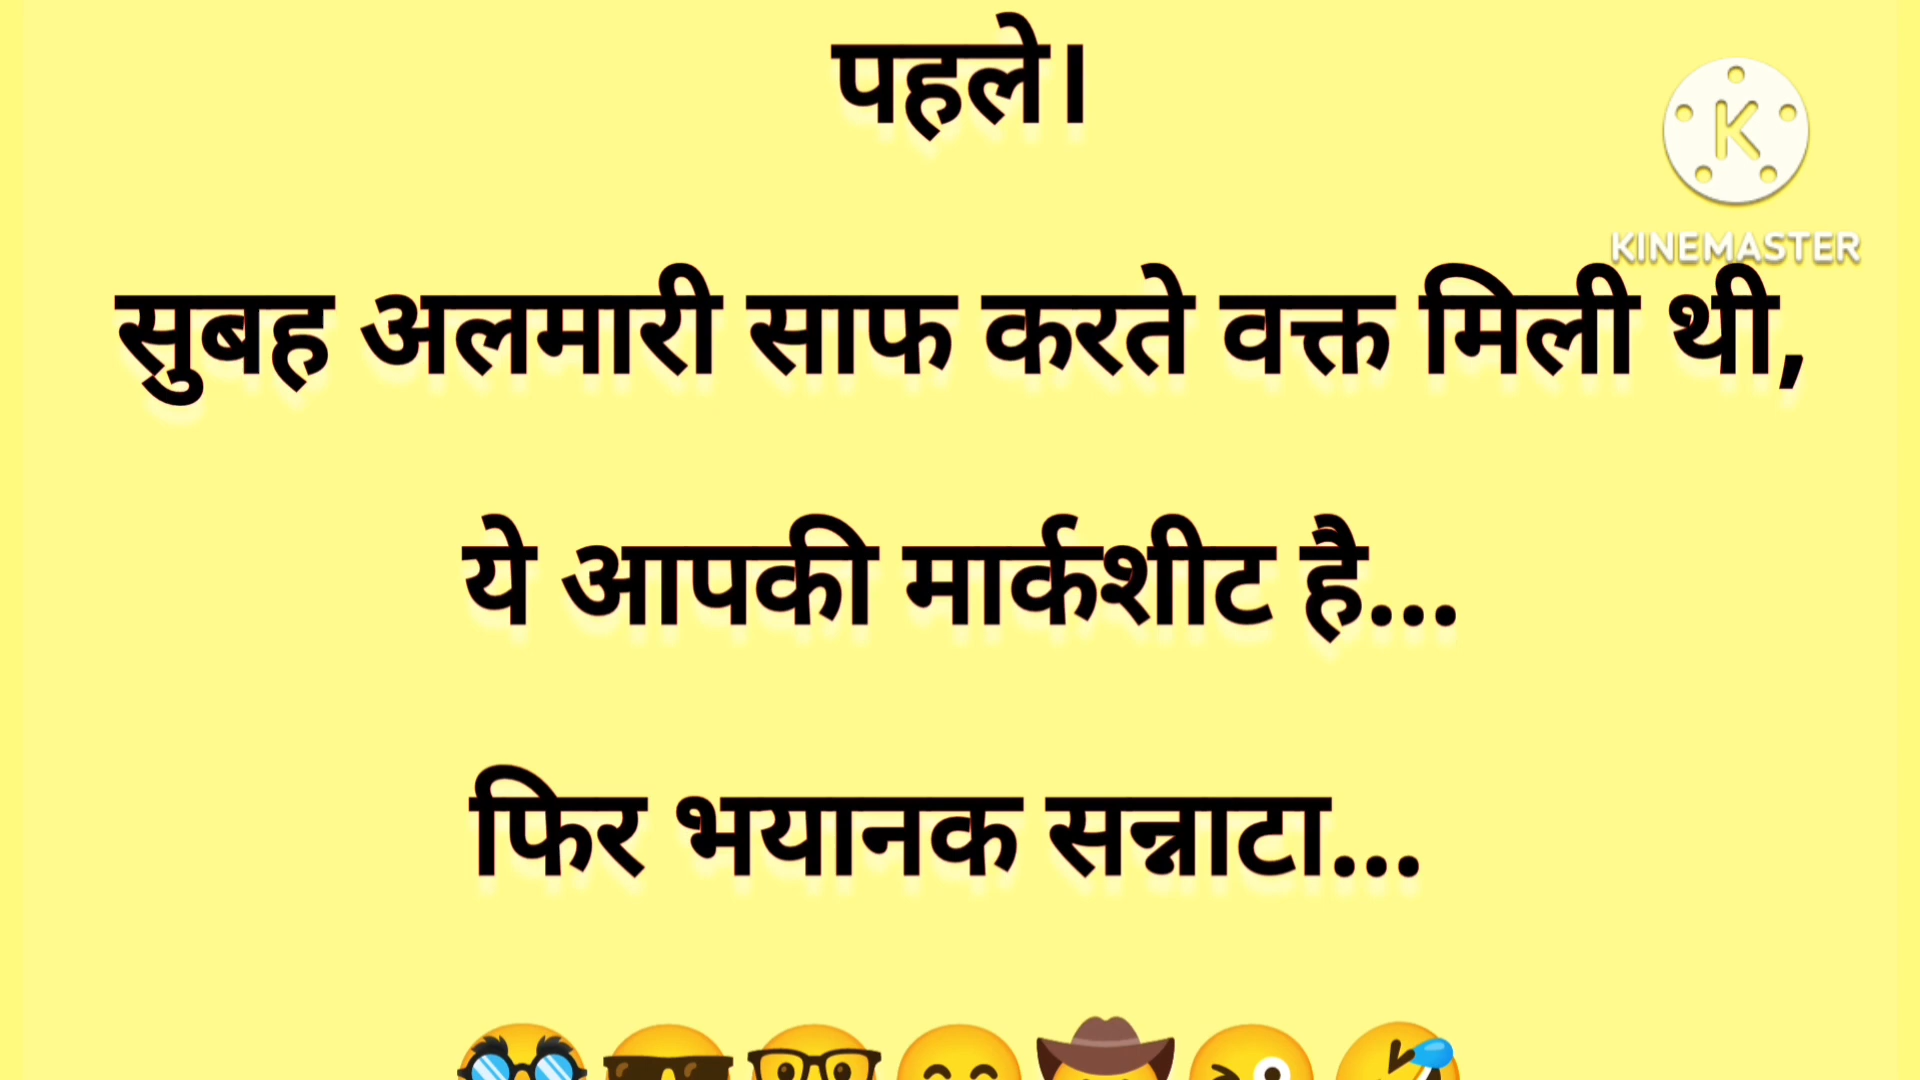 पहले।
KINEMASTER
सुबह अलमारी साफ करते वक्त मिली थी,
ये आपकी मार्कशीट है...
फिर भयानक सन्नाटा...